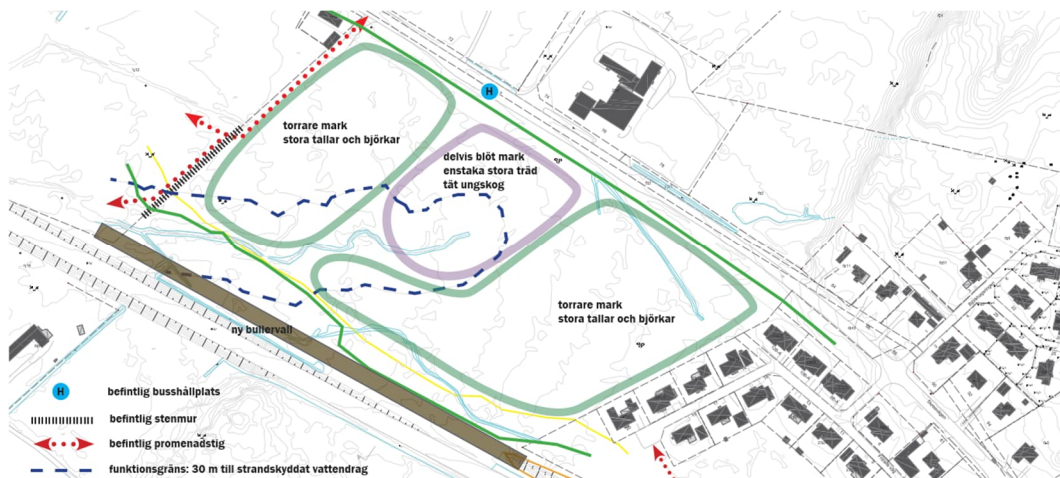 torrare mark
stora tallar och björkar
H
delvis blöt mark
enstaka stora träd
tät ungskog
torrare mark
stora tallar och björkar
ny bullervall
H
befintlig busshållplats
befintlig stenmur
befintlig promenadstig
funktionsgräns: 30 m till strandskyddat vattendrag